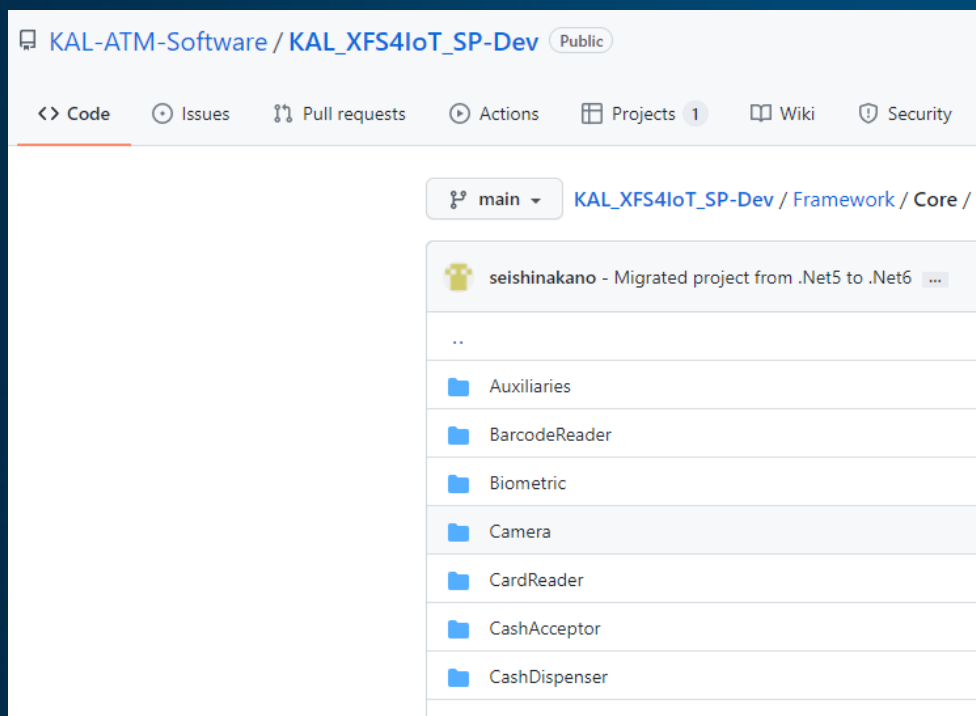 KAL-ATM-Software / KAL_XFS4IoT_SP-Dev Public
<> Code Issues Pull requests Actions Projects 1 Wiki Security
main KAL_XFS4IoT_SP-Dev / Framework / Core /
seishinakano - Migrated project from .Net5 to .Net6 ...
..
Auxiliaries
BarcodeReader
Biometric
Camera
CardReader
CashAcceptor
CashDispenser